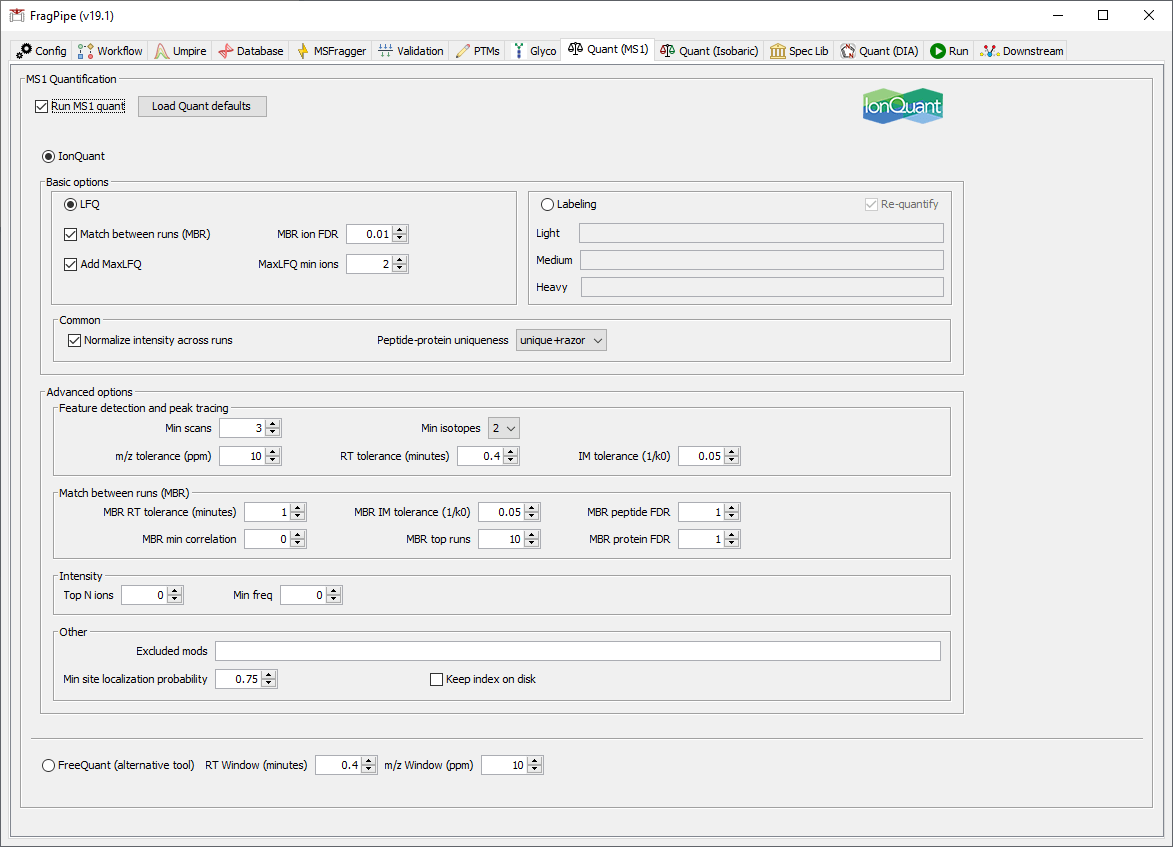 FragPipe (v19.1)
Config Workflow Umpire Database MSFragger Validation PTMs Glyco Quant (MS1) Quant (Isobaric) Spec Lib Quant (DIA) Run Downstream
MS1 Quantification
Run MS1 quant Load Quant defaults IonQuant
IonQuant
Basic options
LFQ Labeling Re-quantify
Match between runs (MBR) MBR ion FDR 0.01 Light
Add MaxLFQ MaxLFQ min ions 2 Medium
Heavy
Common
Normalize intensity across runs Peptide-protein uniqueness unique+razor
Advanced options
Feature detection and peak tracing
Min scans 3 Min isotopes 2
m/z tolerance (ppm) 10 RT tolerance (minutes) 0.4 IM tolerance (1/k0) 0.05
Match between runs (MBR)
MBR RT tolerance (minutes) 1 MBR IM tolerance (1/k0) 0.05 MBR peptide FDR 1
MBR min correlation 0 MBR top runs 10 MBR protein FDR 1
Intensity
Top N ions 0 Min freq 0
Other
Excluded mods
Min site localization probability 0.75 Keep index on disk
FreeQuant (alternative tool) RT Window (minutes) 0.4 m/z Window (ppm) 10